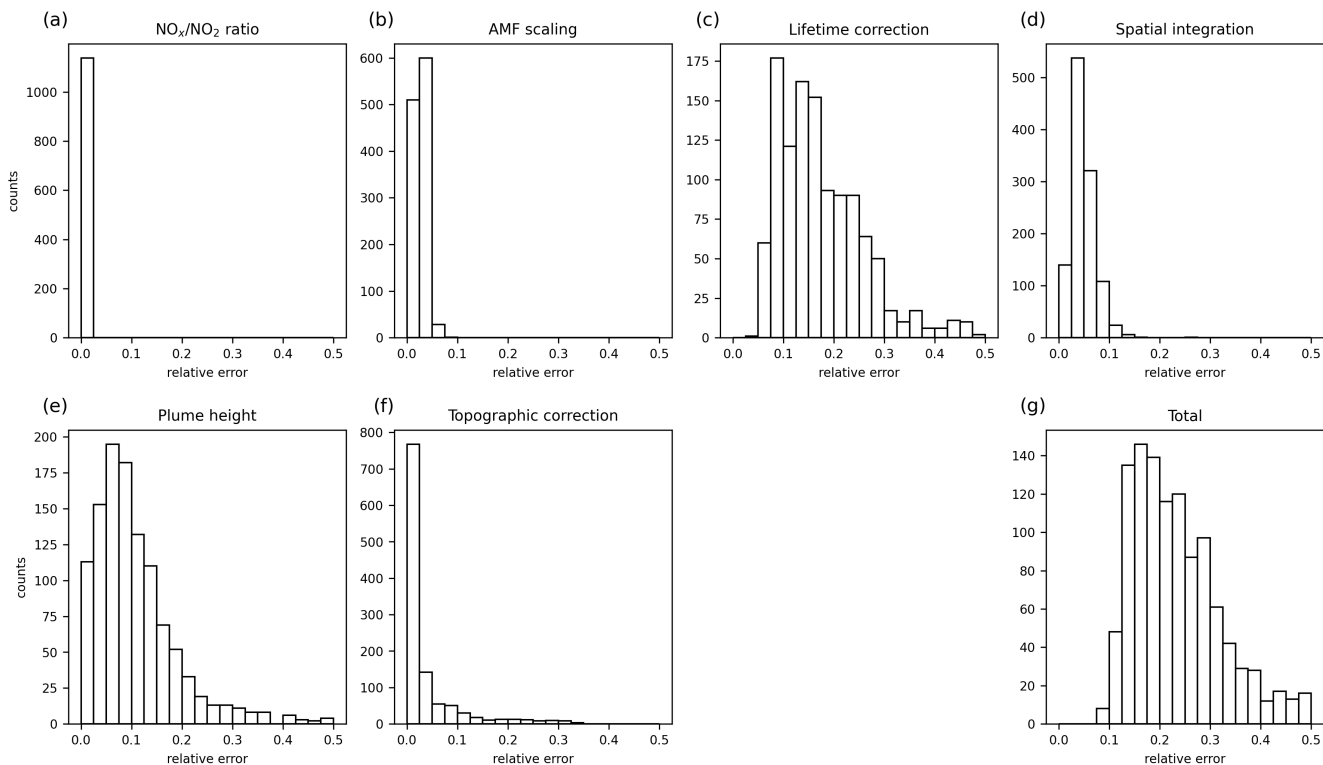 (a)
NOₓ/NO₂ ratio
counts
1000
800
600
400
200
0
0.0 0.1 0.2 0.3 0.4 0.5
relative error
(b)
AMF scaling
600
500
400
300
200
100
0
0.0 0.1 0.2 0.3 0.4 0.5
relative error
(c)
Lifetime correction
175
150
125
100
75
50
25
0
0.0 0.1 0.2 0.3 0.4 0.5
relative error
(d)
Spatial integration
500
400
300
200
100
0
0.0 0.1 0.2 0.3 0.4 0.5
relative error
(e)
Plume height
counts
200
175
150
125
100
75
50
25
0
0.0 0.1 0.2 0.3 0.4 0.5
relative error
(f)
Topographic correction
800
700
600
500
400
300
200
100
0
0.0 0.1 0.2 0.3 0.4 0.5
relative error
(g)
Total
140
120
100
80
60
40
20
0
0.0 0.1 0.2 0.3 0.4 0.5
relative error